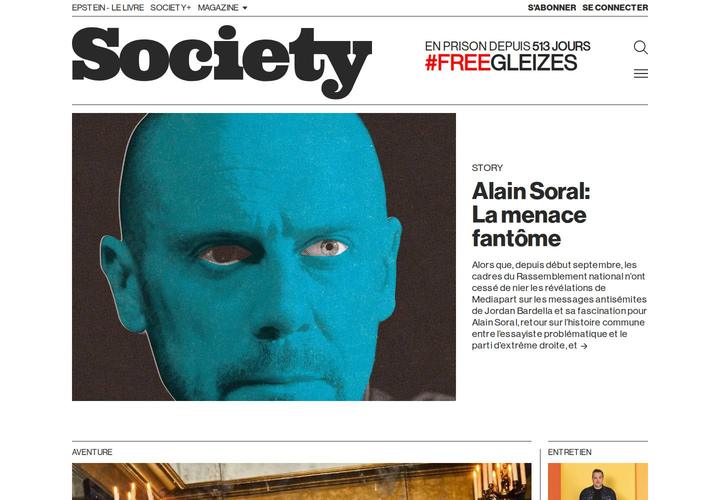 EPSTEIN - LE LIVRE SOCIETY+ MAGAZINE
S'ABONNER SE CONNECTER
Society
EN PRISON DEPUIS 513 JOURS
#FREEGLEIZES
STORY
Alain Soral:
La menace
fantôme
Alors que, depuis début septembre, les
cadres du Rassemblement national n'ont
cessé de nier les révélations de
Mediapart sur les messages antisémites
de Jordan Bardella et sa fascination pour
Alain Soral, retour sur l'histoire commune
entre l'essayiste problématique et le
parti d'extrême droite, et →
AVENTURE
ENTRETIEN